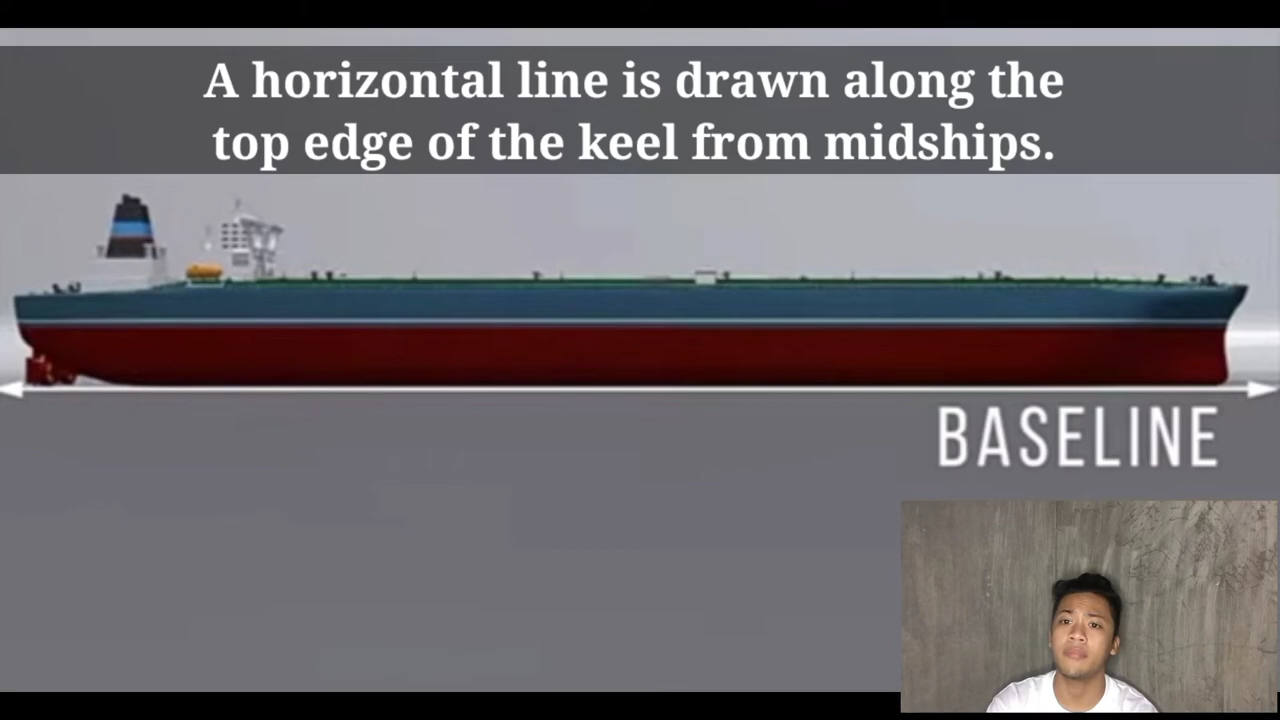 A horizontal line is drawn along the
top edge of the keel from midships.
BASELINE